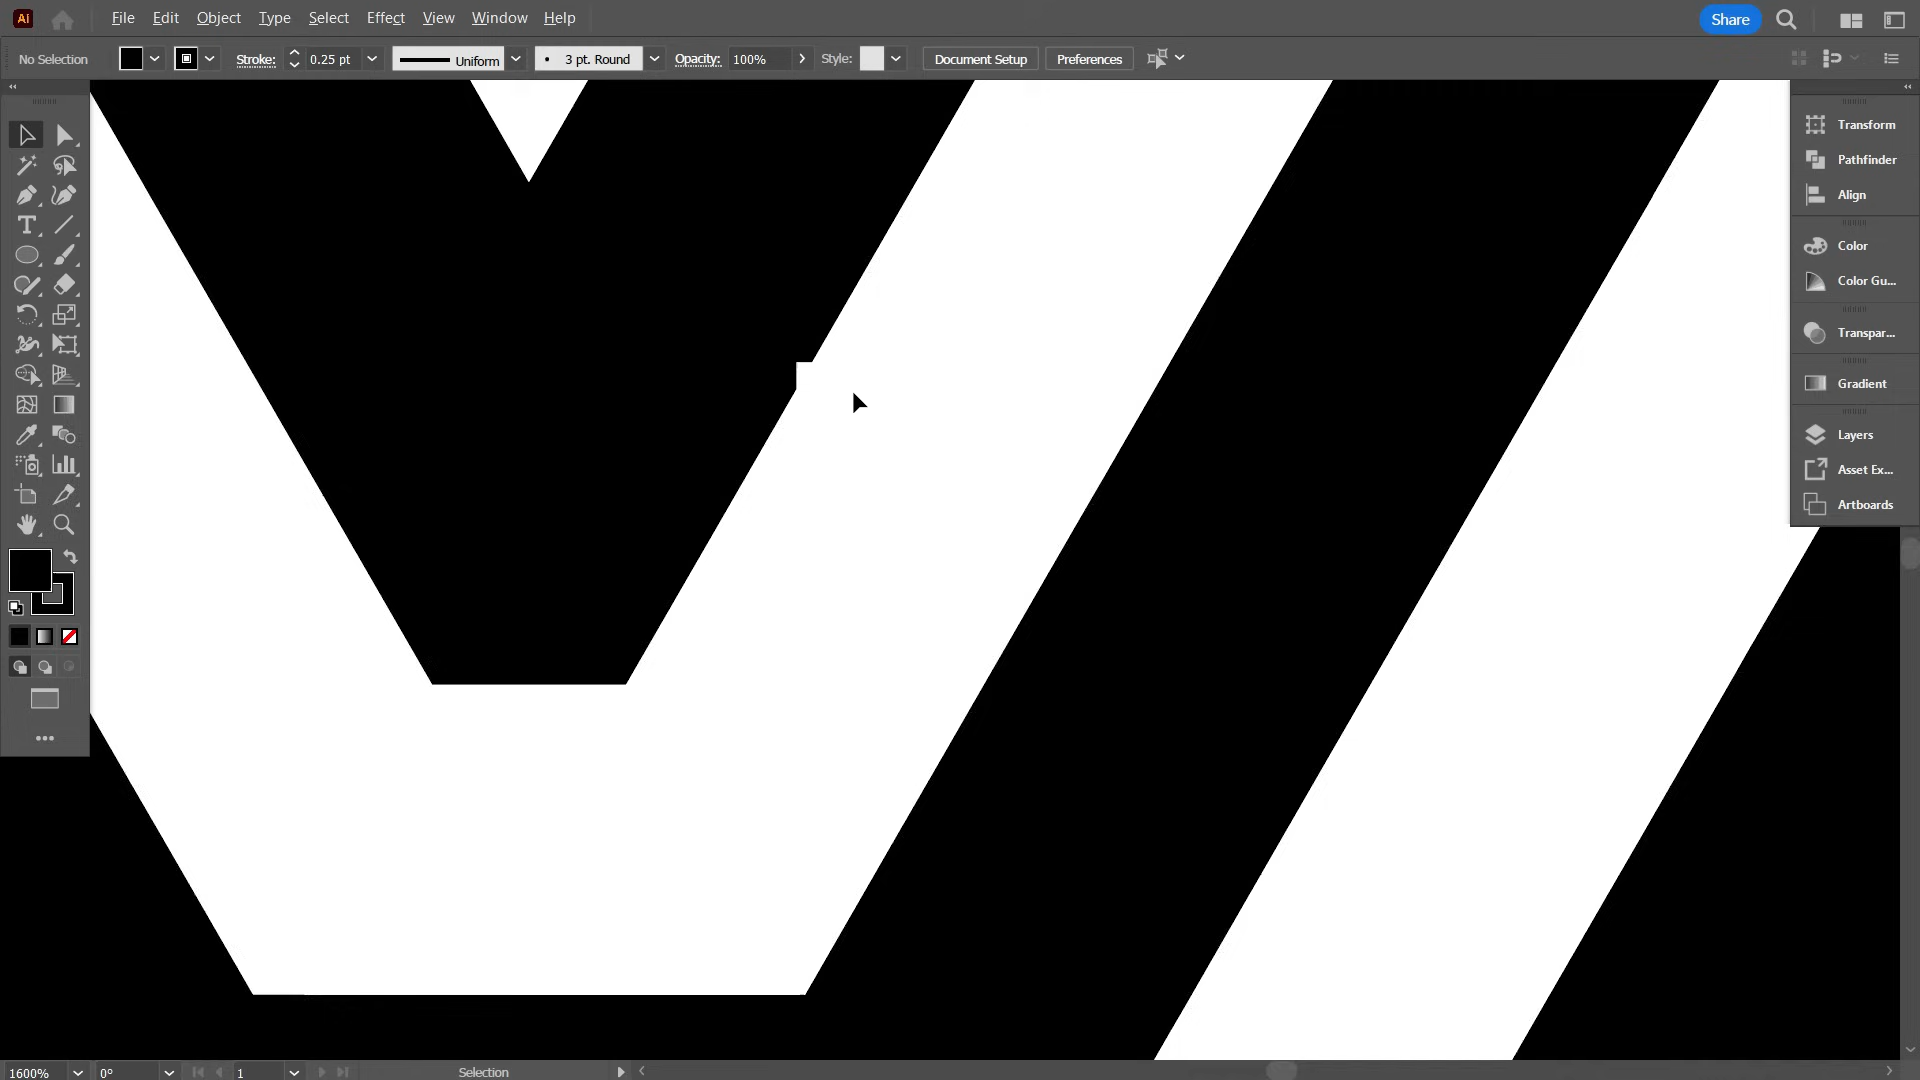 Ai File Edit Object Type Select Effect View Window Help Share
No Selection Stroke: 0.25 pt Uniform 3 pt. Round Opacity: 100% Style: Document Setup Preferences
Transform
Pathfinder
Align
Color
Color Gu...
Transpar...
Gradient
Layers
Asset Ex...
Artboards
1600% 0° 1 Selection